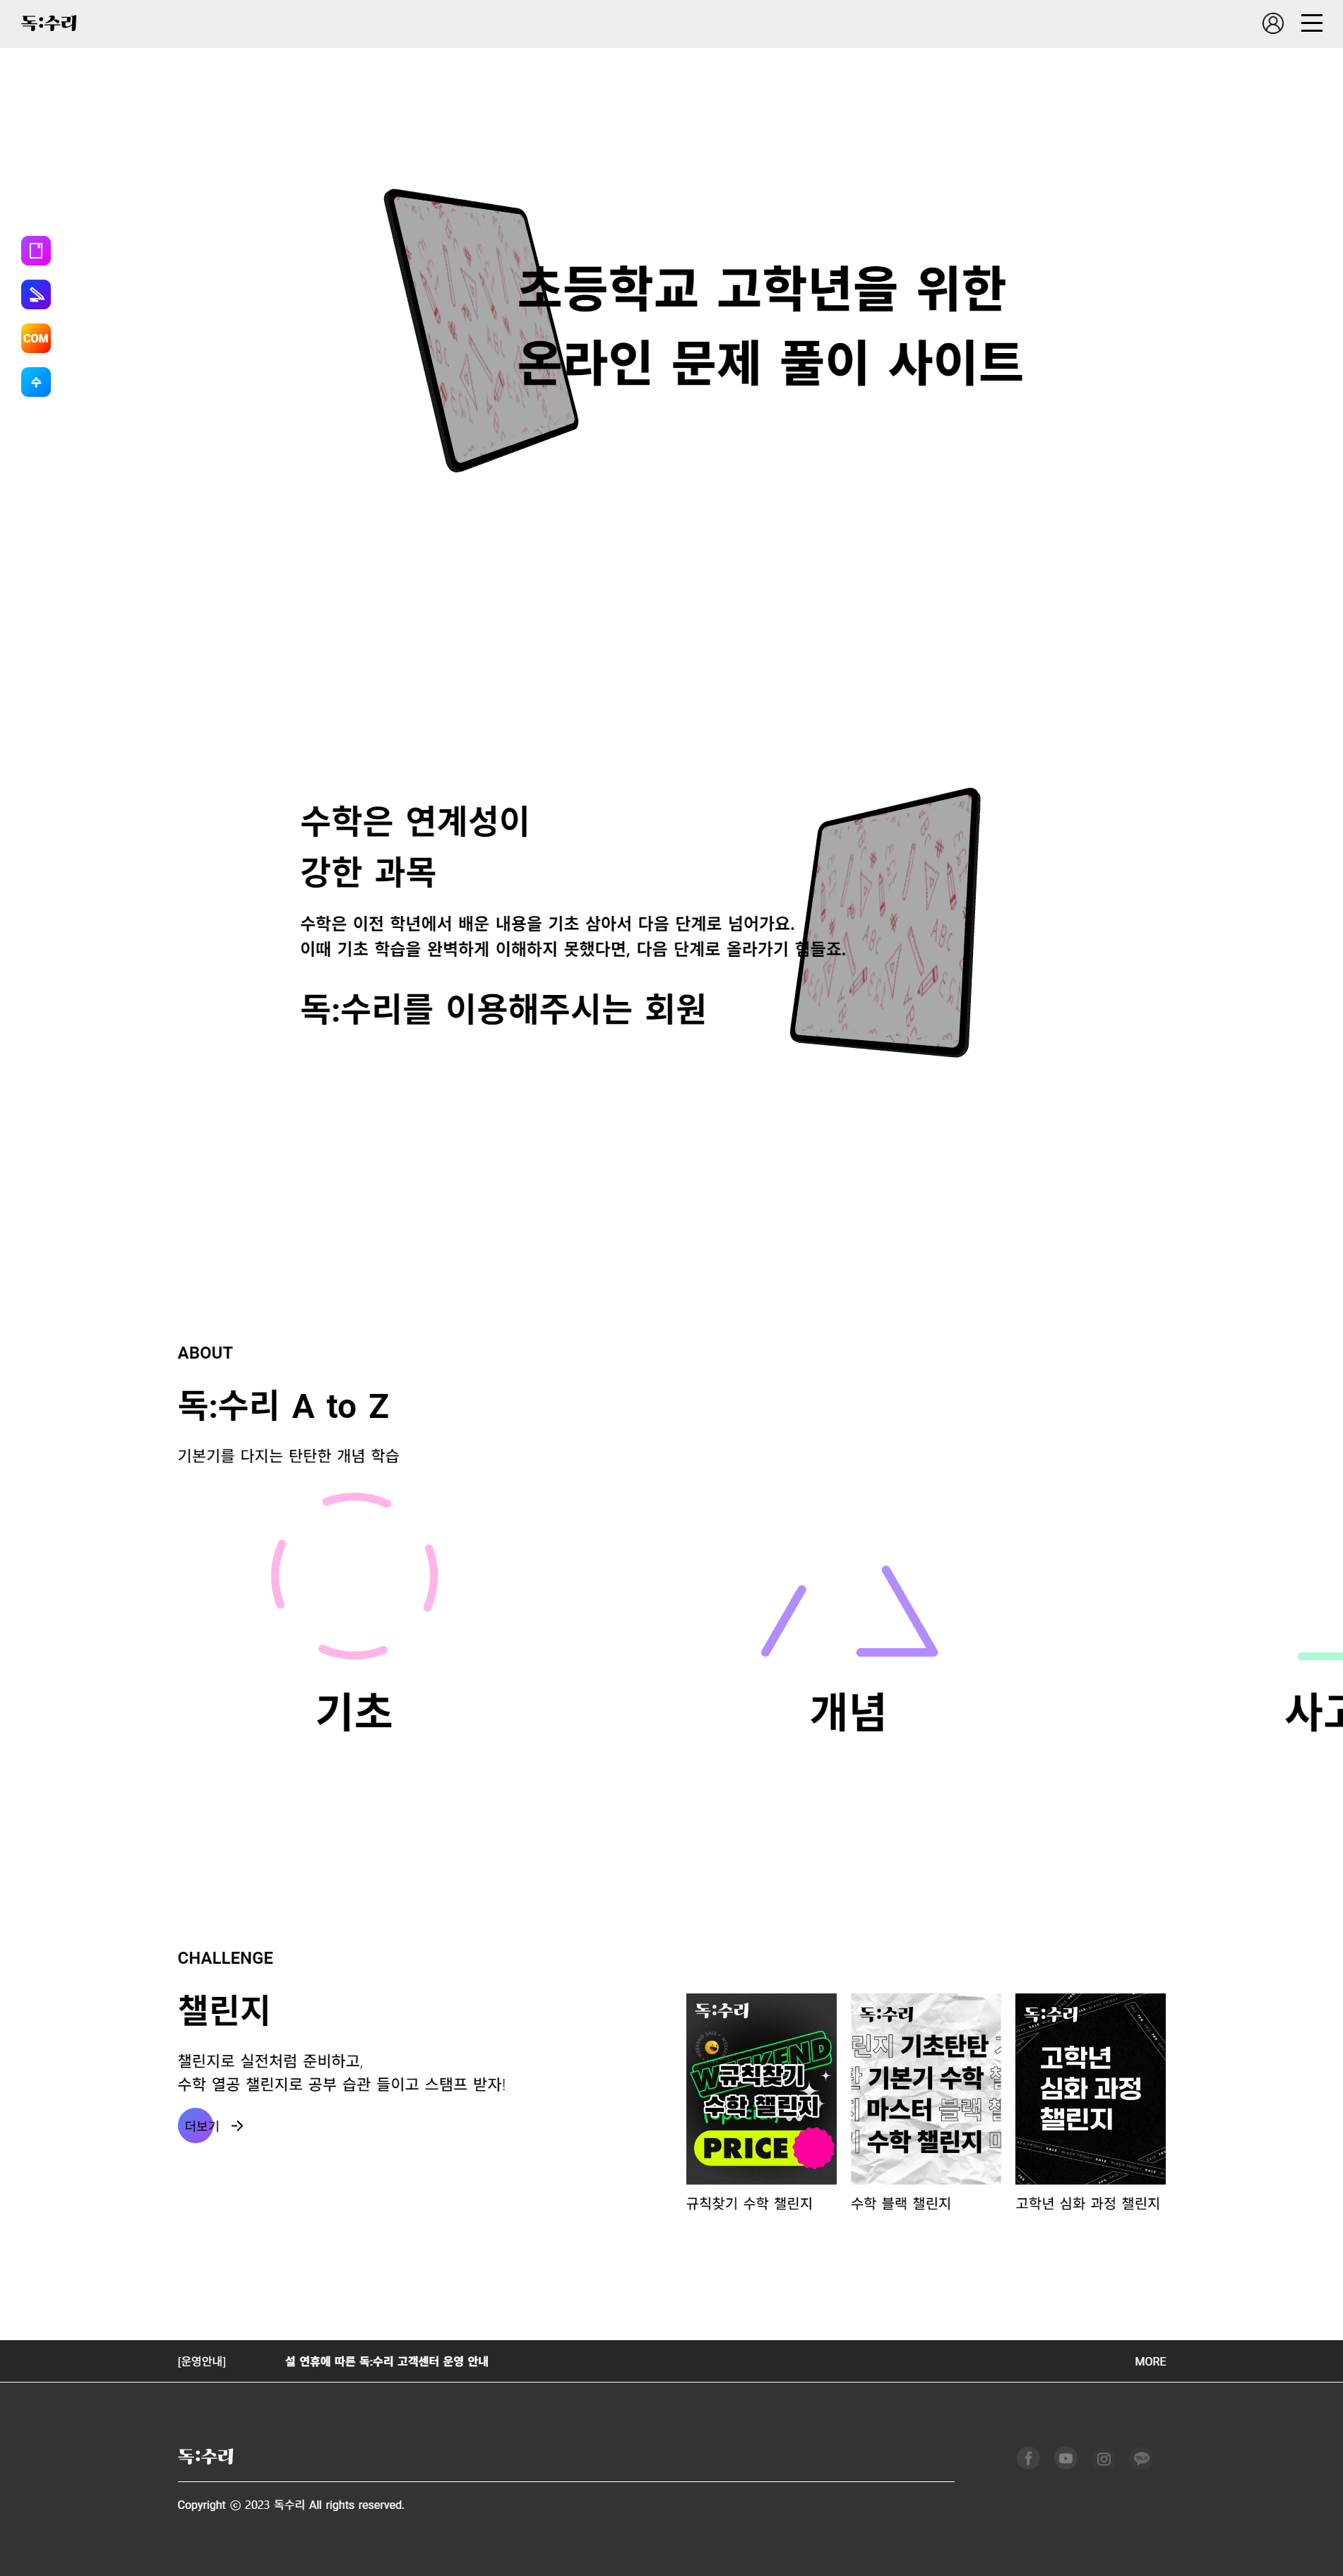 독:수리
COM
수
초등학교 고학년을 위한
온라인 문제 풀이 사이트
수학은 연계성이
강한 과목
수학은 이전 학년에서 배운 내용을 기초 삼아서 다음 단계로 넘어가요.
이때 기초 학습을 완벽하게 이해하지 못했다면, 다음 단계로 올라가기 힘들죠.
독:수리를 이용해주시는 회원
ABOUT
독:수리 A to Z
기본기를 다지는 탄탄한 개념 학습
기초
개념
CHALLENGE
챌린지
챌린지로 실전처럼 준비하고,
수학 열공 챌린지로 공부 습관 들이고 스탬프 받자!
더보기
독:수리
WEEKEND
규칙찾기
수학 챌린지
(Special)
PRICE
규칙찾기 수학 챌린지
독:수리
린지 기초탄탄
기본기 수학
마스터 블랙 챌
수학 챌린지
수학 블랙 챌린지
독:수리
고학년
심화 과정
챌린지
고학년 심화 과정 챌린지
[운영안내] 설 연휴에 따른 독:수리 고객센터 운영 안내 MORE
독:수리
Copyright ⓒ 2023 독수리 All rights reserved.